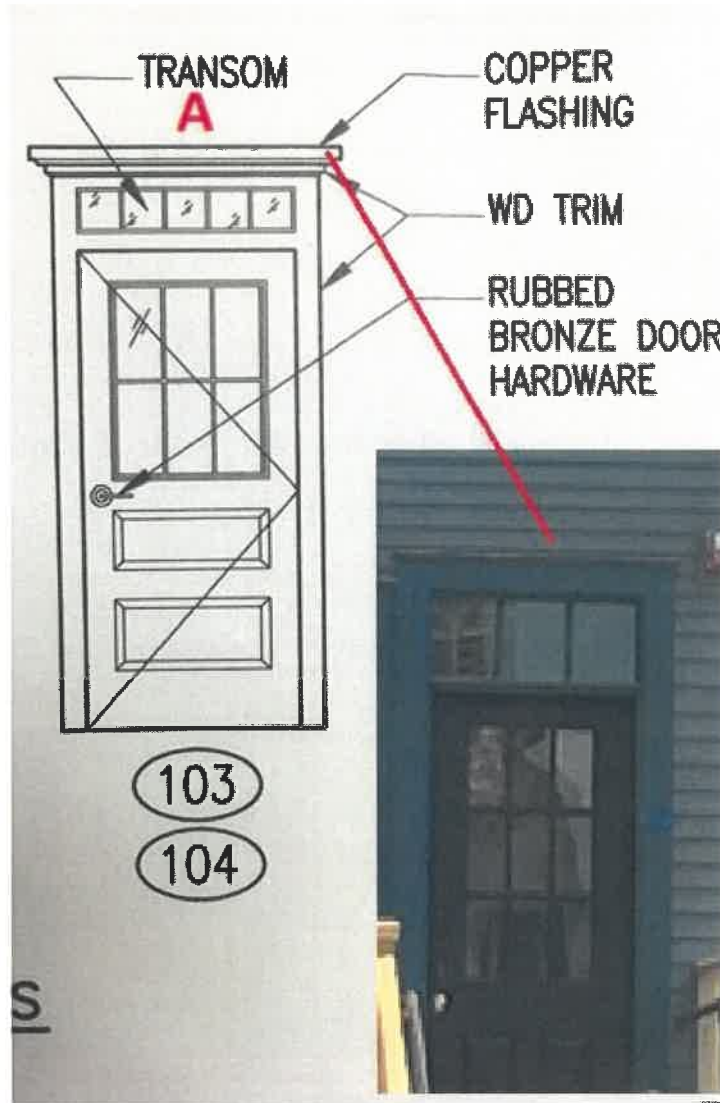 TRANSOM
A
COPPER
FLASHING
WD TRIM
RUBBED
BRONZE DOOR
HARDWARE
103
104
S